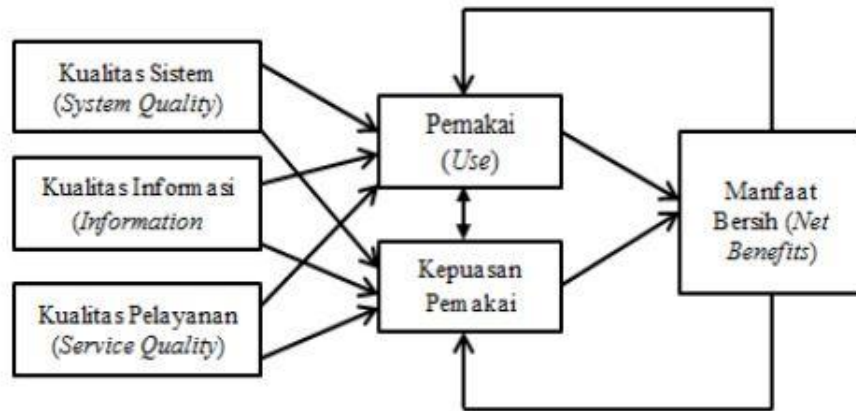 Kualitas Sistem
(System Quality)
Kualitas Informasi
(Information
Kualitas Pelayanan
(Service Quality)
Pemakai
(Use)
Kepuasan
Pemakai
Manfaat
Bersih (Net
Benefits)